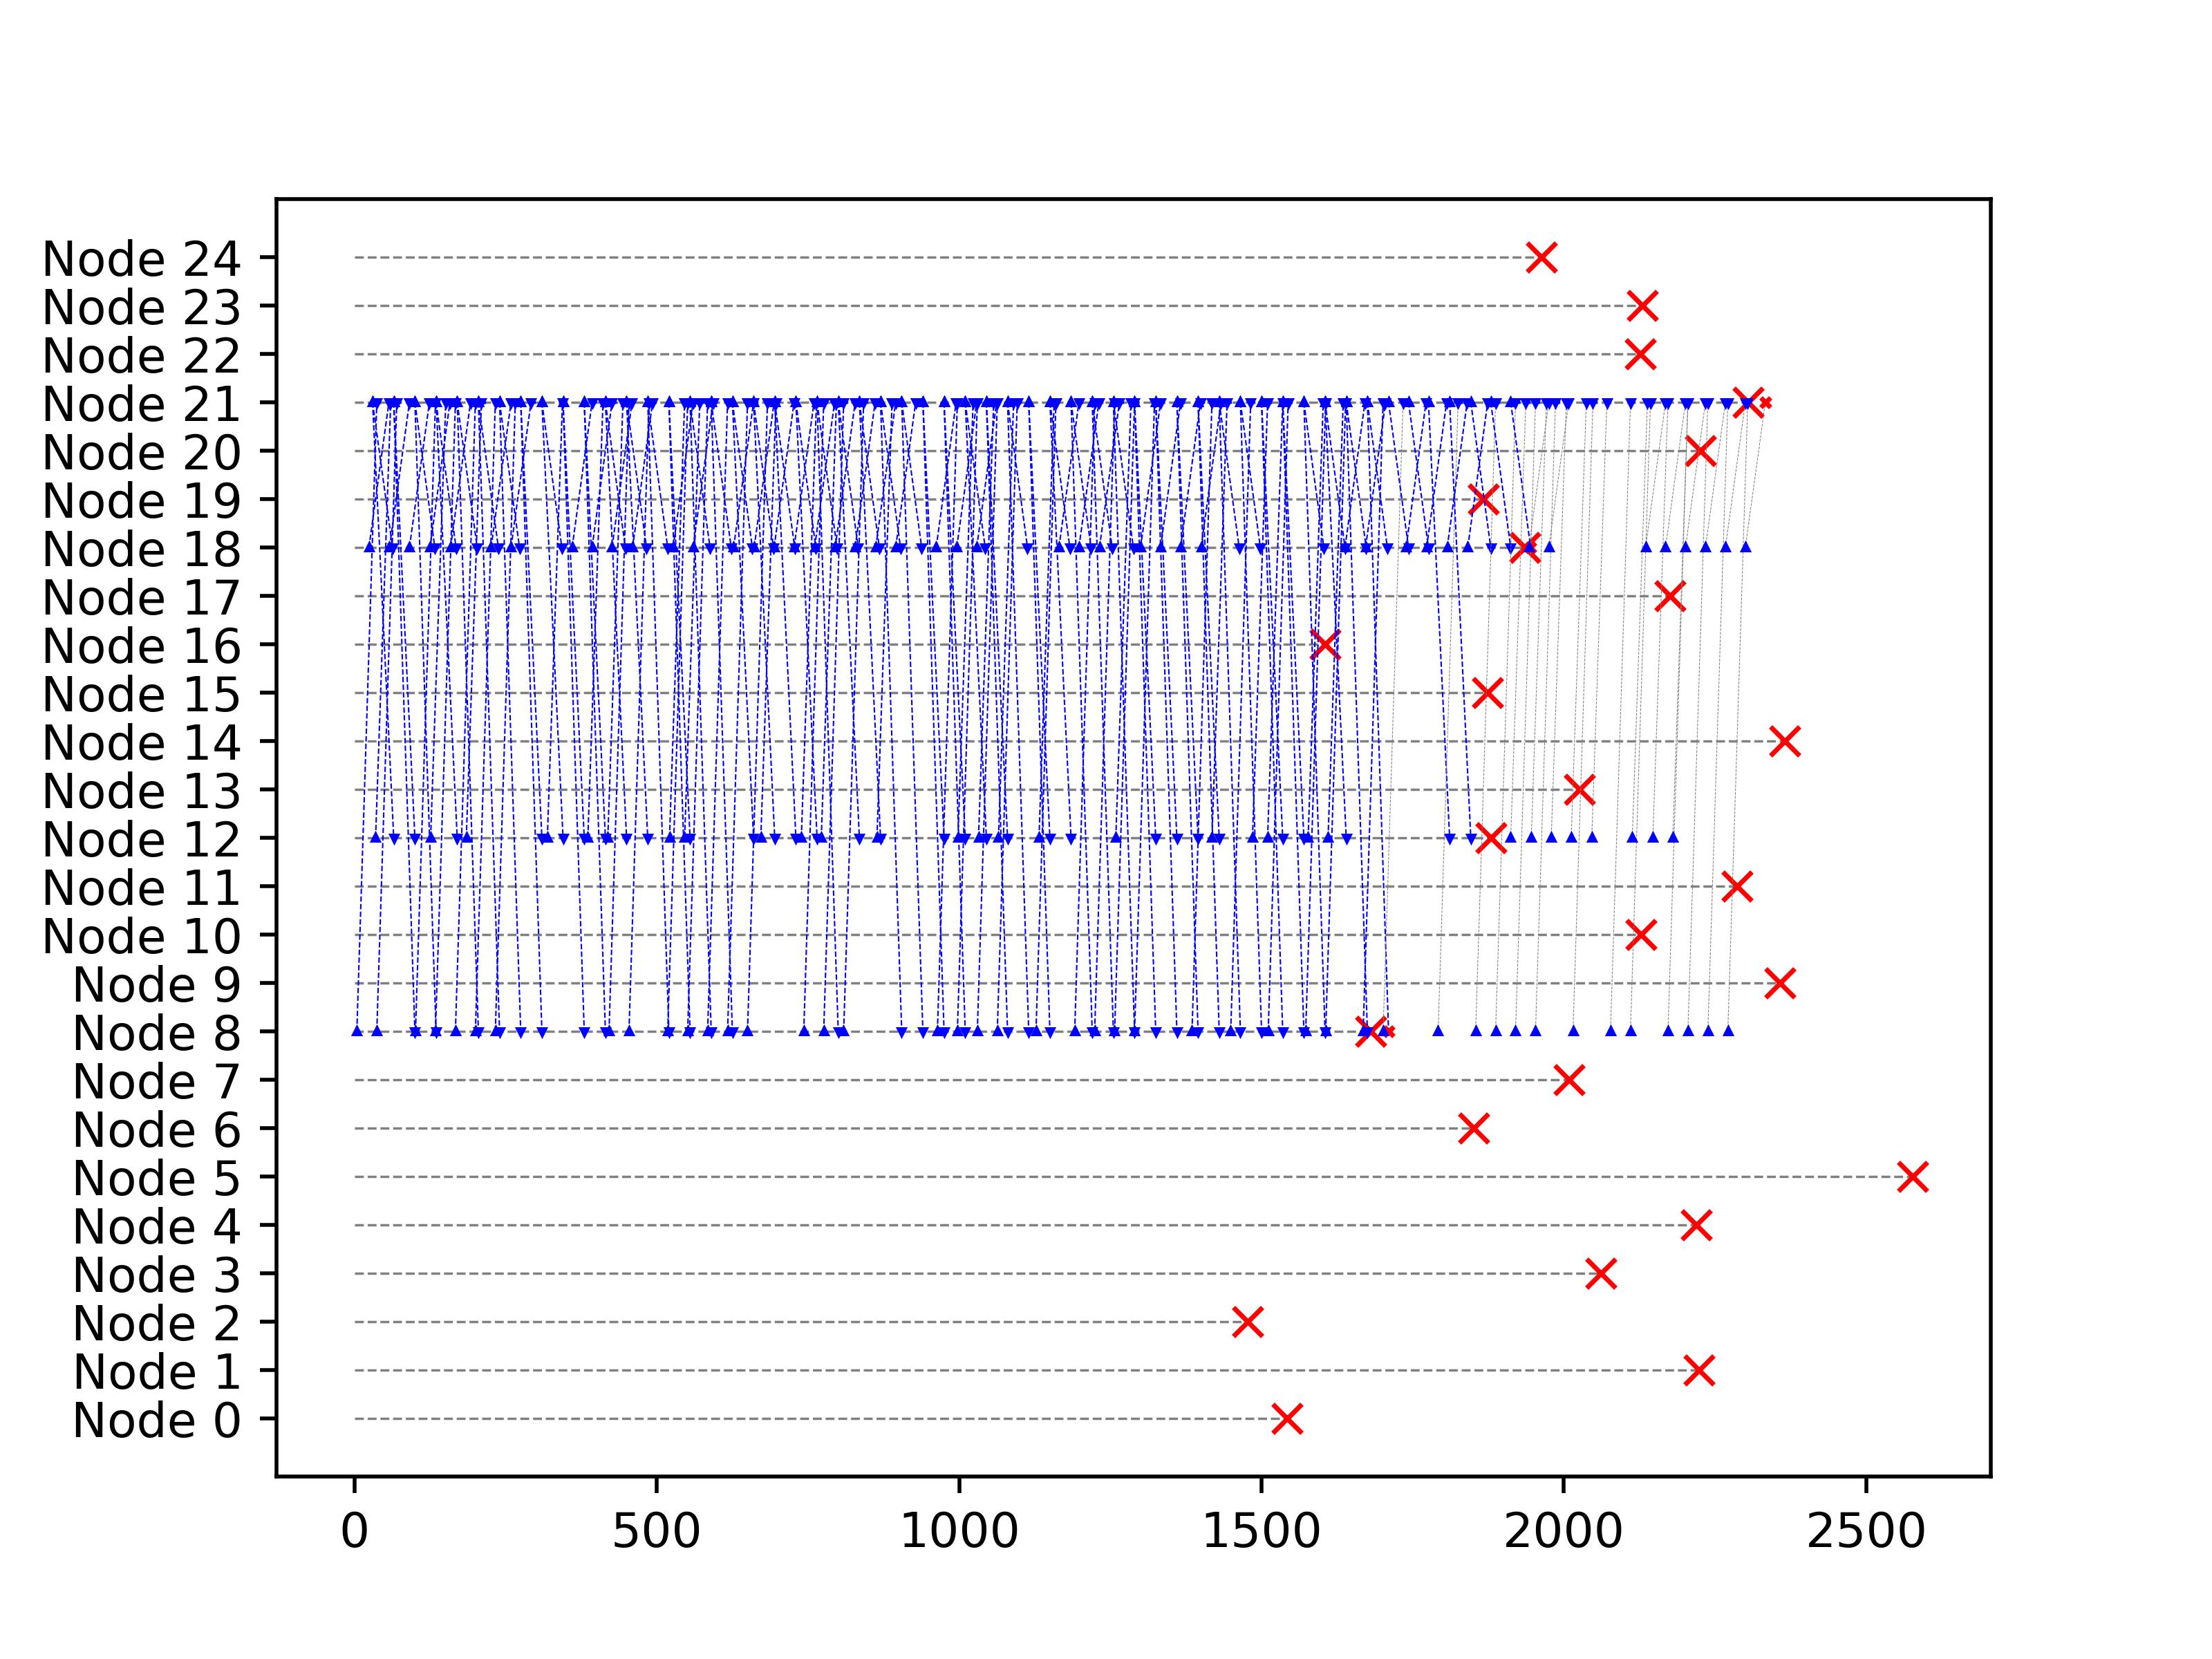 Node 24
Node 23
Node 22
Node 21
Node 20
Node 19
Node 18
Node 17
Node 16
Node 15
Node 14
Node 13
Node 12
Node 11
Node 10
Node 9
Node 8
Node 7
Node 6
Node 5
Node 4
Node 3
Node 2
Node 1
Node 0
0 500 1000 1500 2000 2500